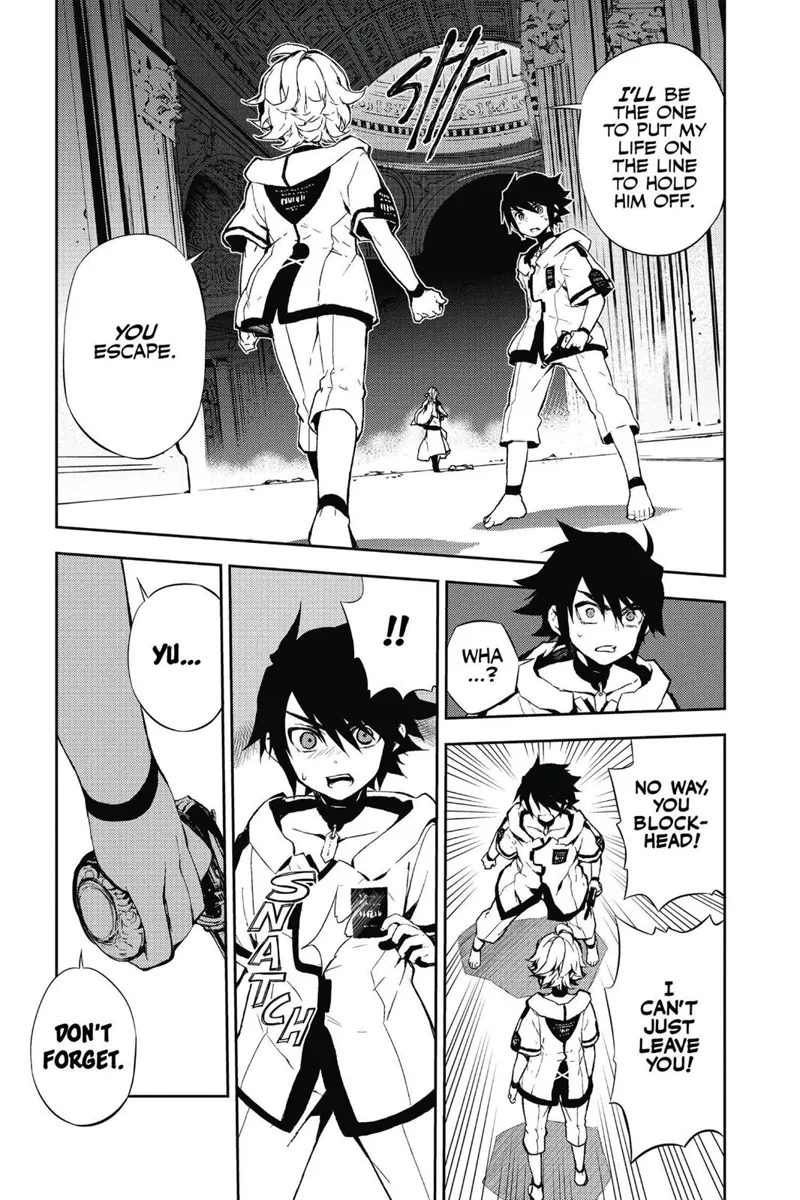 I'LL BE
THE ONE
TO PUT MY
LIFE ON
THE LINE
TO HOLD
HIM OFF.
SHF
YOU
ESCAPE.
WHA
...?
NO WAY,
YOU
BLOCK-
HEAD!
I
CAN'T
JUST
LEAVE
YOU!
!!
SNATCH
YU...
DON'T
FORGET.